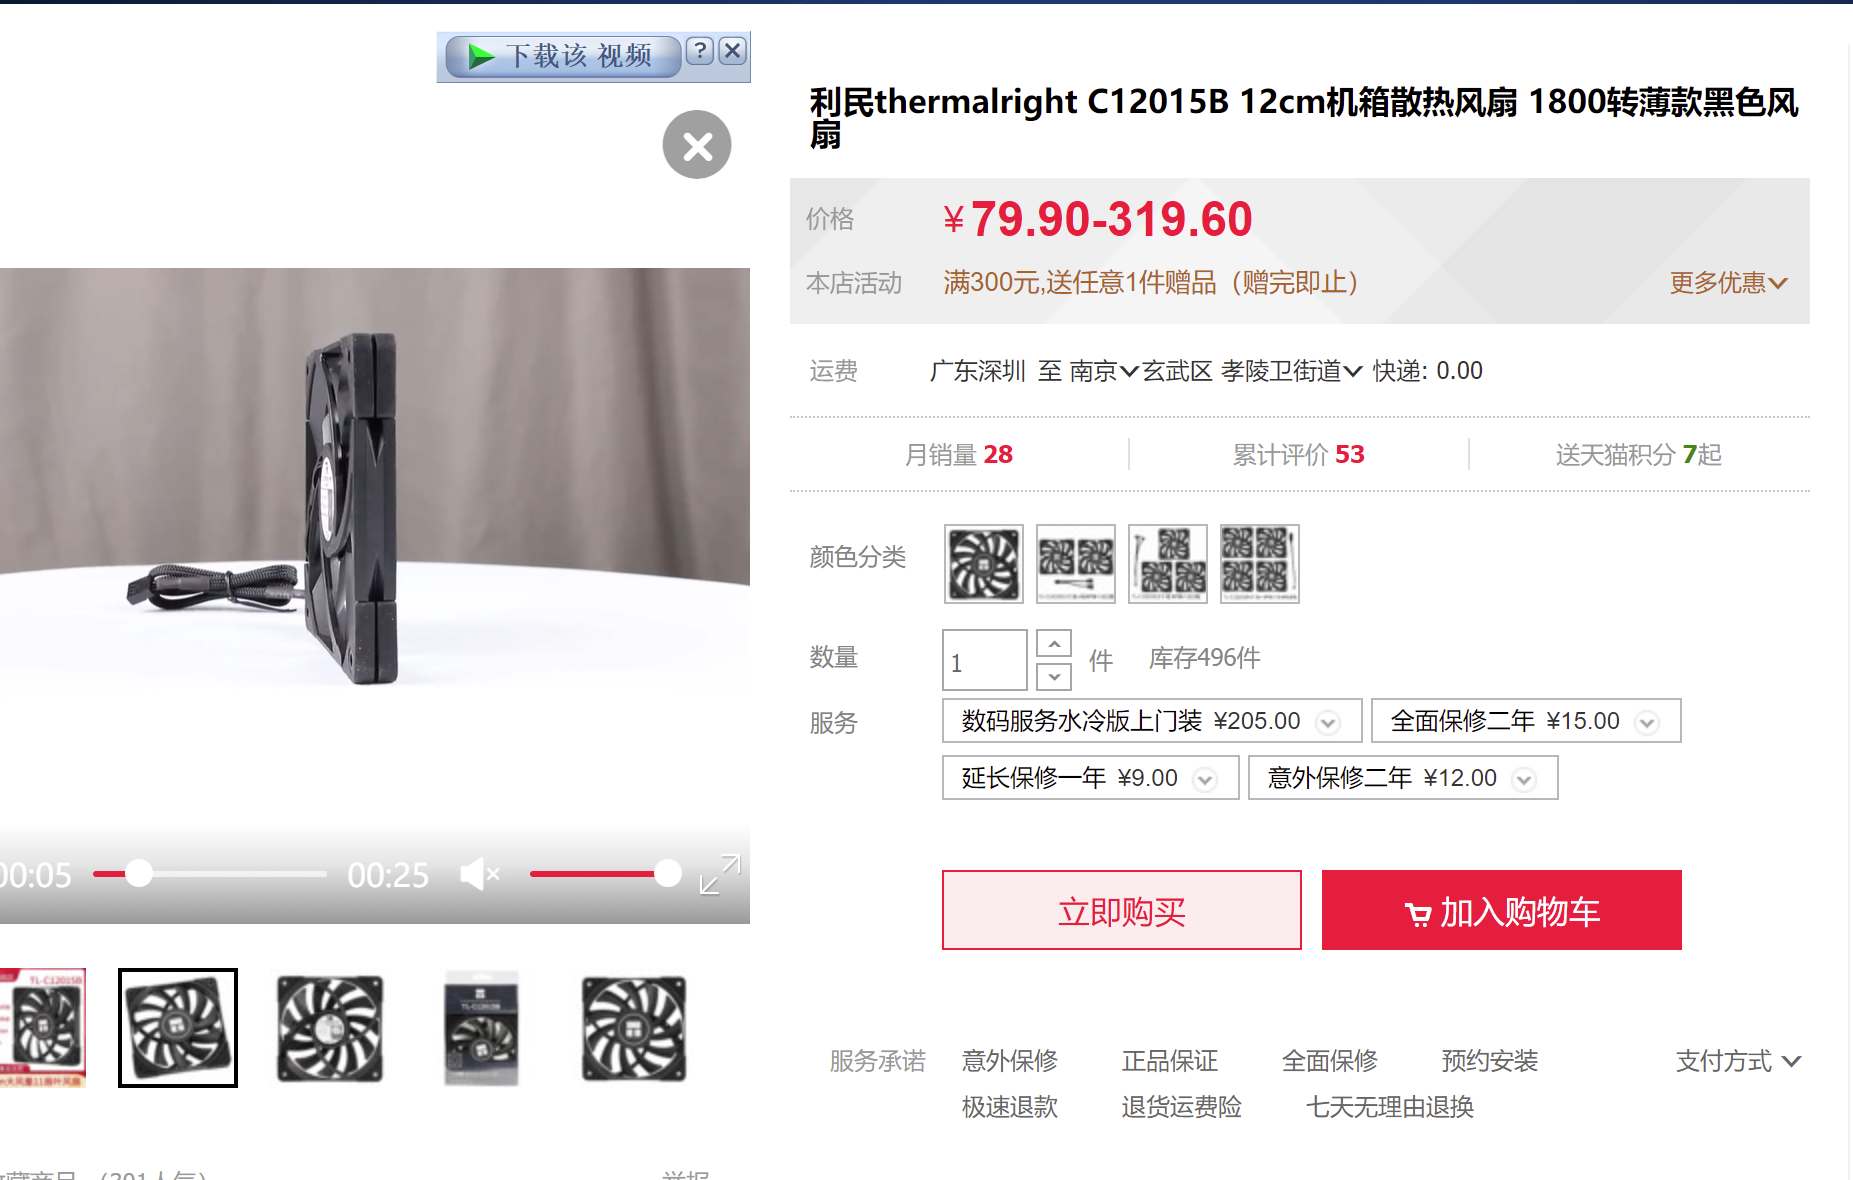 下载该 视频
?
利民thermalright C12015B 12cm机箱散热风扇 1800转薄款黑色风
扇
价格 ¥79.90-319.60
本店活动 满300元,送任意1件赠品（赠完即止） 更多优惠
运费 广东深圳 至 南京 玄武区 孝陵卫街道 快递: 0.00
月销量 28 累计评价 53 送天猫积分 7起
颜色分类
数量 1 件 库存496件
服务 数码服务水冷版上门装 ¥205.00 全面保修二年 ¥15.00
延长保修一年 ¥9.00 意外保修二年 ¥12.00
00:05 00:25
立即购买 加入购物车
TL-C12015B
TL-C12015B
服务承诺 意外保修 正品保证 全面保修 预约安装 支付方式
极速退款 退货运费险 七天无理由退换